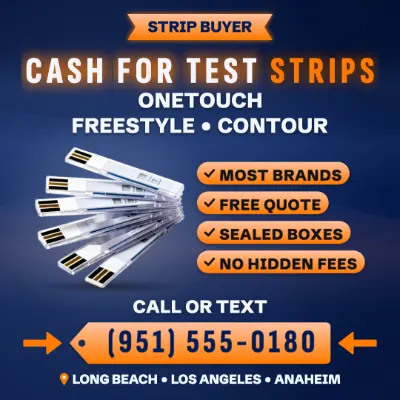 STRIP BUYER
CASH FOR TEST STRIPS
ONETOUCH
FREESTYLE • CONTOUR
✓ MOST BRANDS
✓ FREE QUOTE
✓ SEALED BOXES
✓ NO HIDDEN FEES
CALL OR TEXT
(951) 555-0180
LONG BEACH • LOS ANGELES • ANAHEIM